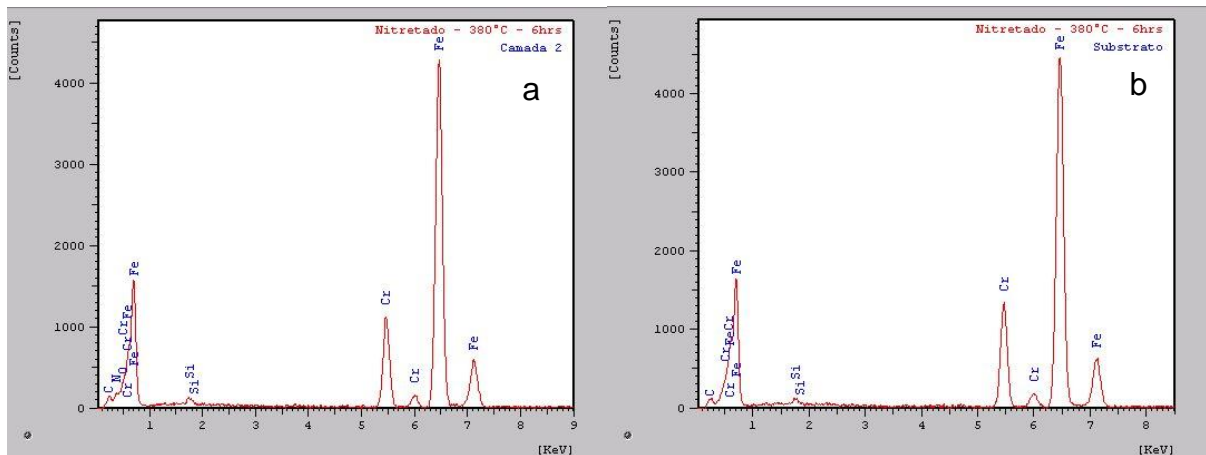 [Counts]
Nitretado - 380°C - 6hrs
Camada 2
a
4000
3000
2000
1000
0
C
N
O
Cr
Cr
Cr
Fe
Fe
Fe
Si
Si
Cr
Cr
Fe
Fe
1 2 3 4 5 6 7 8 9
[KeV]
[Counts]
Nitretado - 380°C - 6hrs
Substrato
b
4000
3000
2000
1000
0
C
Cr
Cr
Fe
Cr
Fe
Fe
Si
Si
Cr
Cr
Fe
Fe
1 2 3 4 5 6 7 8
[KeV]